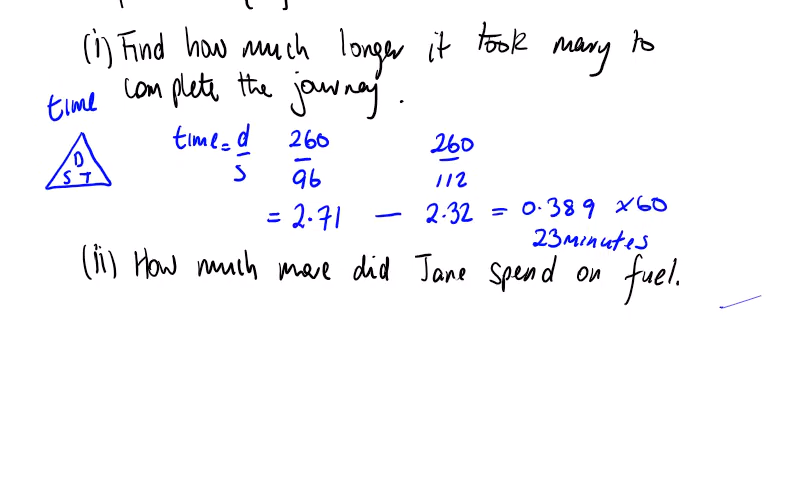 (i) Find how much longer it took mary to
complete the journey.
time
D
S T
time = d/s 260/96 260/112
= 2.71 — 2.32 = 0.389 x60
23minutes
(ii) How much more did Jane spend on fuel.